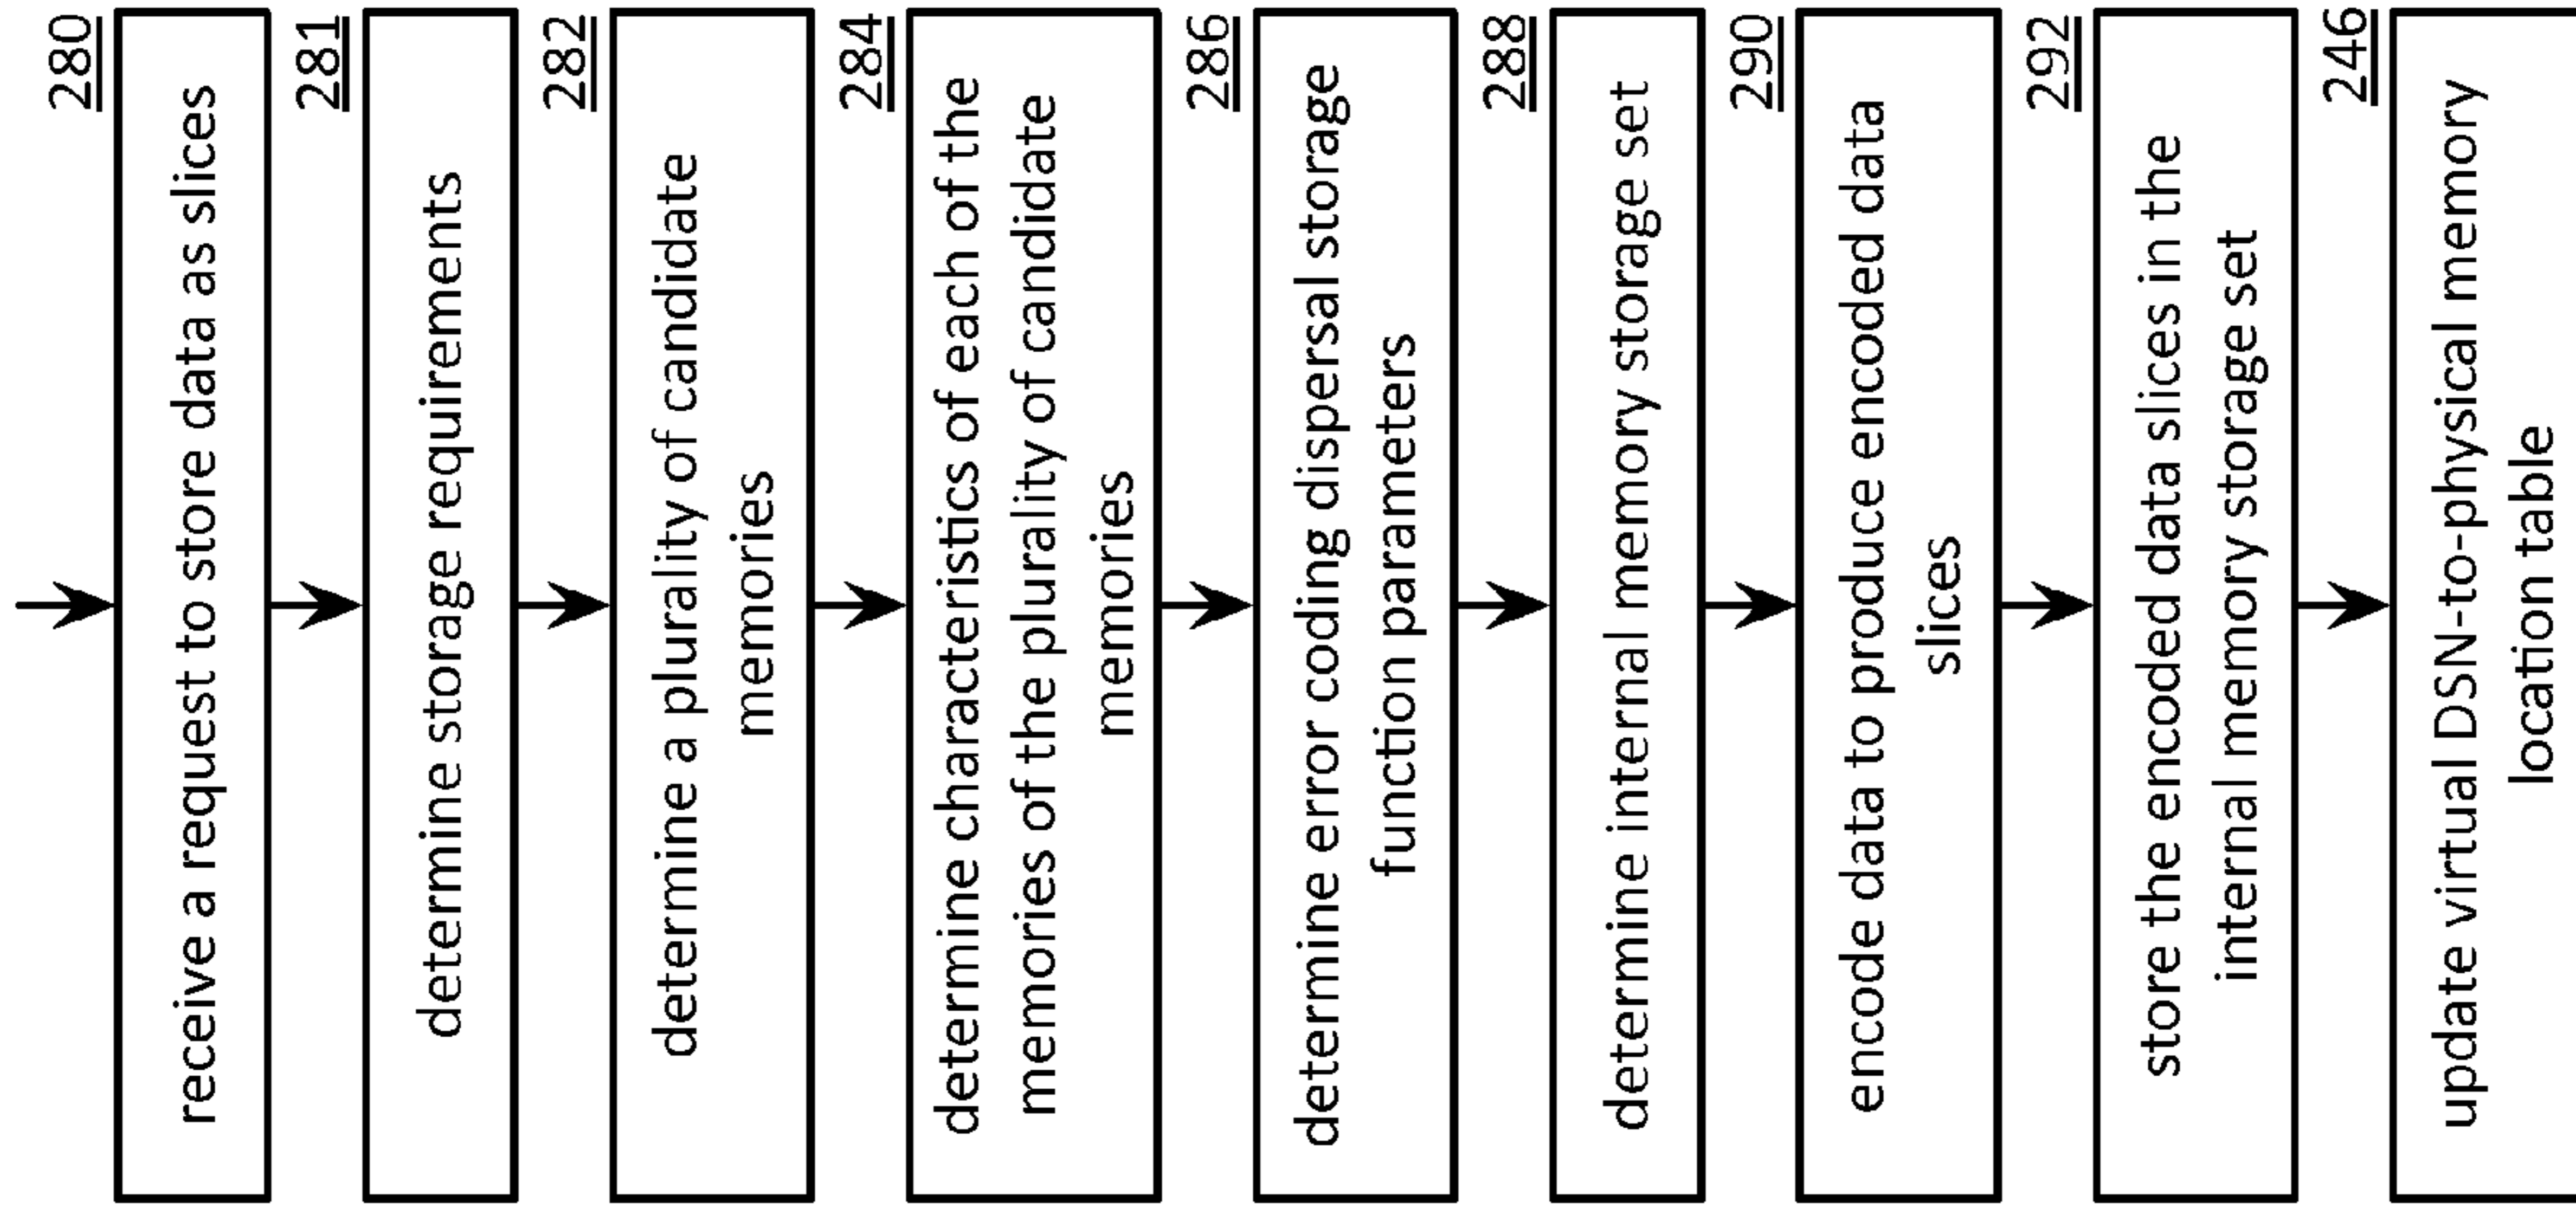 280
receive a request to store data as slices
281
determine storage requirements
282
determine a plurality of candidate
memories
284
determine characteristics of each of the
memories of the plurality of candidate
memories
286
determine error coding dispersal storage
function parameters
288
determine internal memory storage set
290
encode data to produce encoded data
slices
292
store the encoded data slices in the
internal memory storage set
246
update virtual DSN-to-physical memory
location table